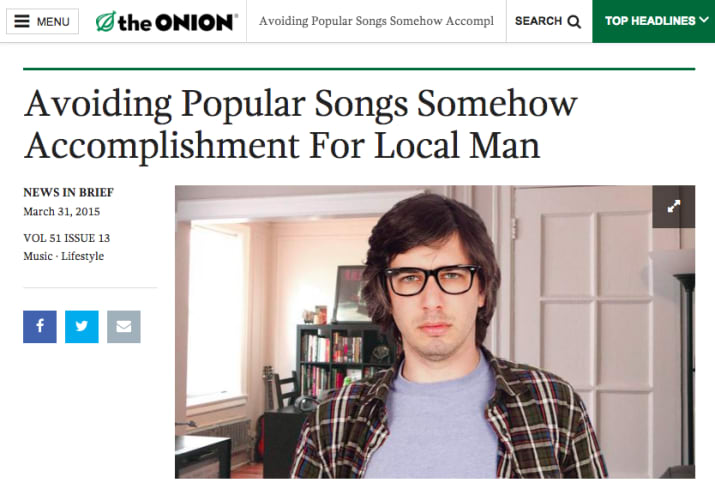 MENU
the ONION®
Avoiding Popular Songs Somehow Accompl
SEARCH
TOP HEADLINES
Avoiding Popular Songs Somehow
Accomplishment For Local Man
NEWS IN BRIEF
March 31, 2015
VOL 51 ISSUE 13
Music · Lifestyle
f